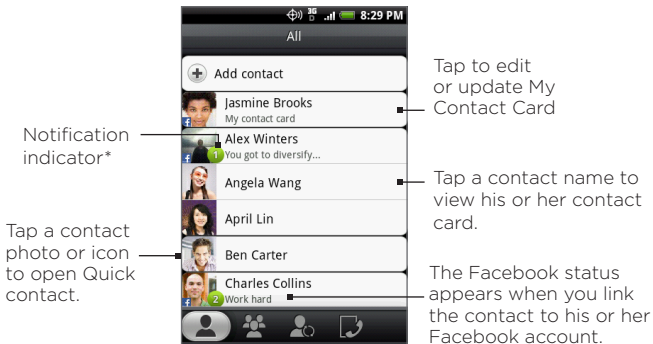 3G
D
8:29 PM
All
Add contact
Jasmine Brooks
My contact card
Alex Winters
You got to diversify...
1
Angela Wang
April Lin
Ben Carter
Charles Collins
Work hard
2
f
f
f
Notification
indicator*
Tap a contact
photo or icon
to open Quick
contact.
Tap to edit
or update My
Contact Card
Tap a contact name to
view his or her contact
card.
The Facebook status
appears when you link
the contact to his or her
Facebook account.